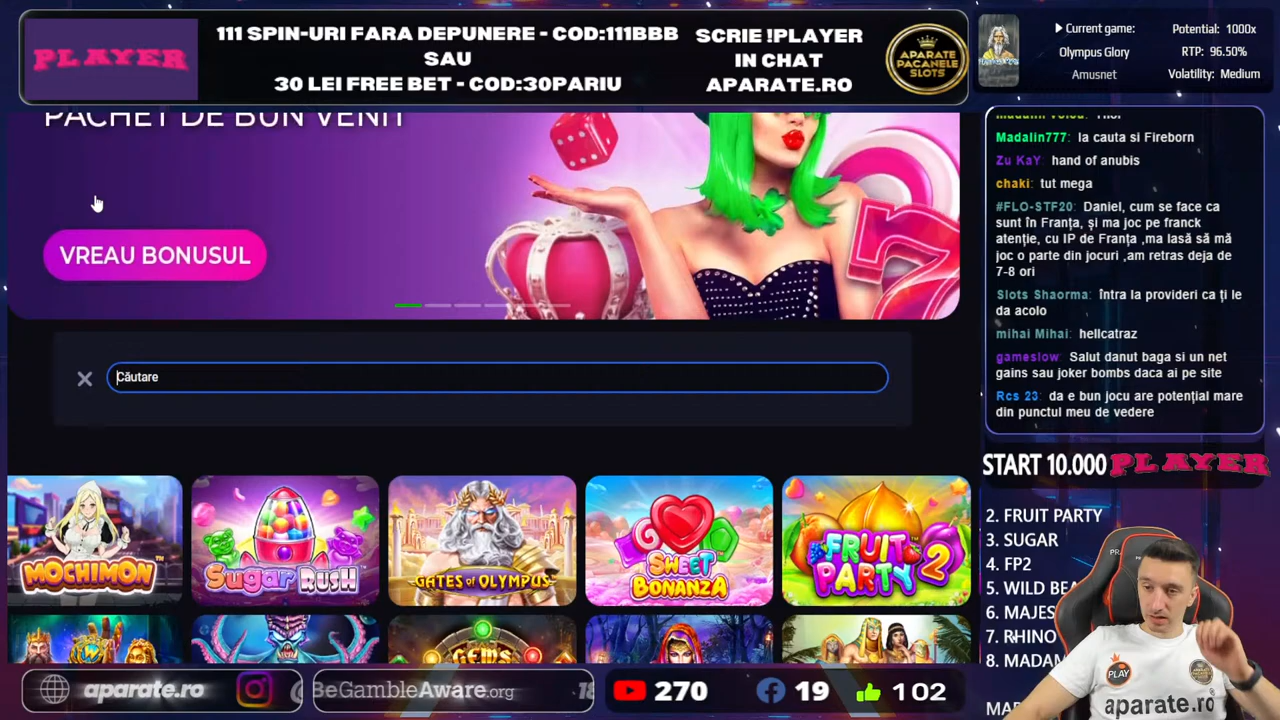 PLAYER
111 SPIN-URI FARA DEPUNERE - COD:111BBB
SAU
30 LEI FREE BET - COD:30PARIU
SCRIE !PLAYER
IN CHAT
APARATE.RO
APARATE
PACANELE
SLOTS
Current game:
Olympus Glory
Amusnet
Potential: 1000x
RTP: 96.50%
Volatility: Medium
PACHET DE BUN VENIT
VREAU BONUSUL
Căutare
MOCHIMON
Sugar RUSH
GATES of OLYMPUS
SWEET
BONANZA
FRUIT
PARTY 2
GEMS
Madalin777: Ia cauta si Fireborn
Zu KaY: hand of anubis
chaki: tut mega
#FLO-STF20: Daniel, cum se face ca
sunt în Franța, și ma joc pe franck
atenție, cu IP de Franța ,ma lasă să mă
joc o parte din jocuri ,am retras deja de
7-8 ori
Slots Shaorma: întra la provideri ca ți le
da acolo
mihai Mihai: hellcatraz
gameslow: Salut danut baga si un net
gains sau joker bombs daca ai pe site
Rcs 23: da e bun jocu are potențial mare
din punctul meu de vedere
START 10.000 PLAYER
2. FRUIT PARTY
3. SUGAR
4. FP2
5. WILD BEA
6. MAJES
7. RHINO
8. MADAM
PLAY
aparate.ro
aparate.ro
BeGambleAware.org
18
270
19
102